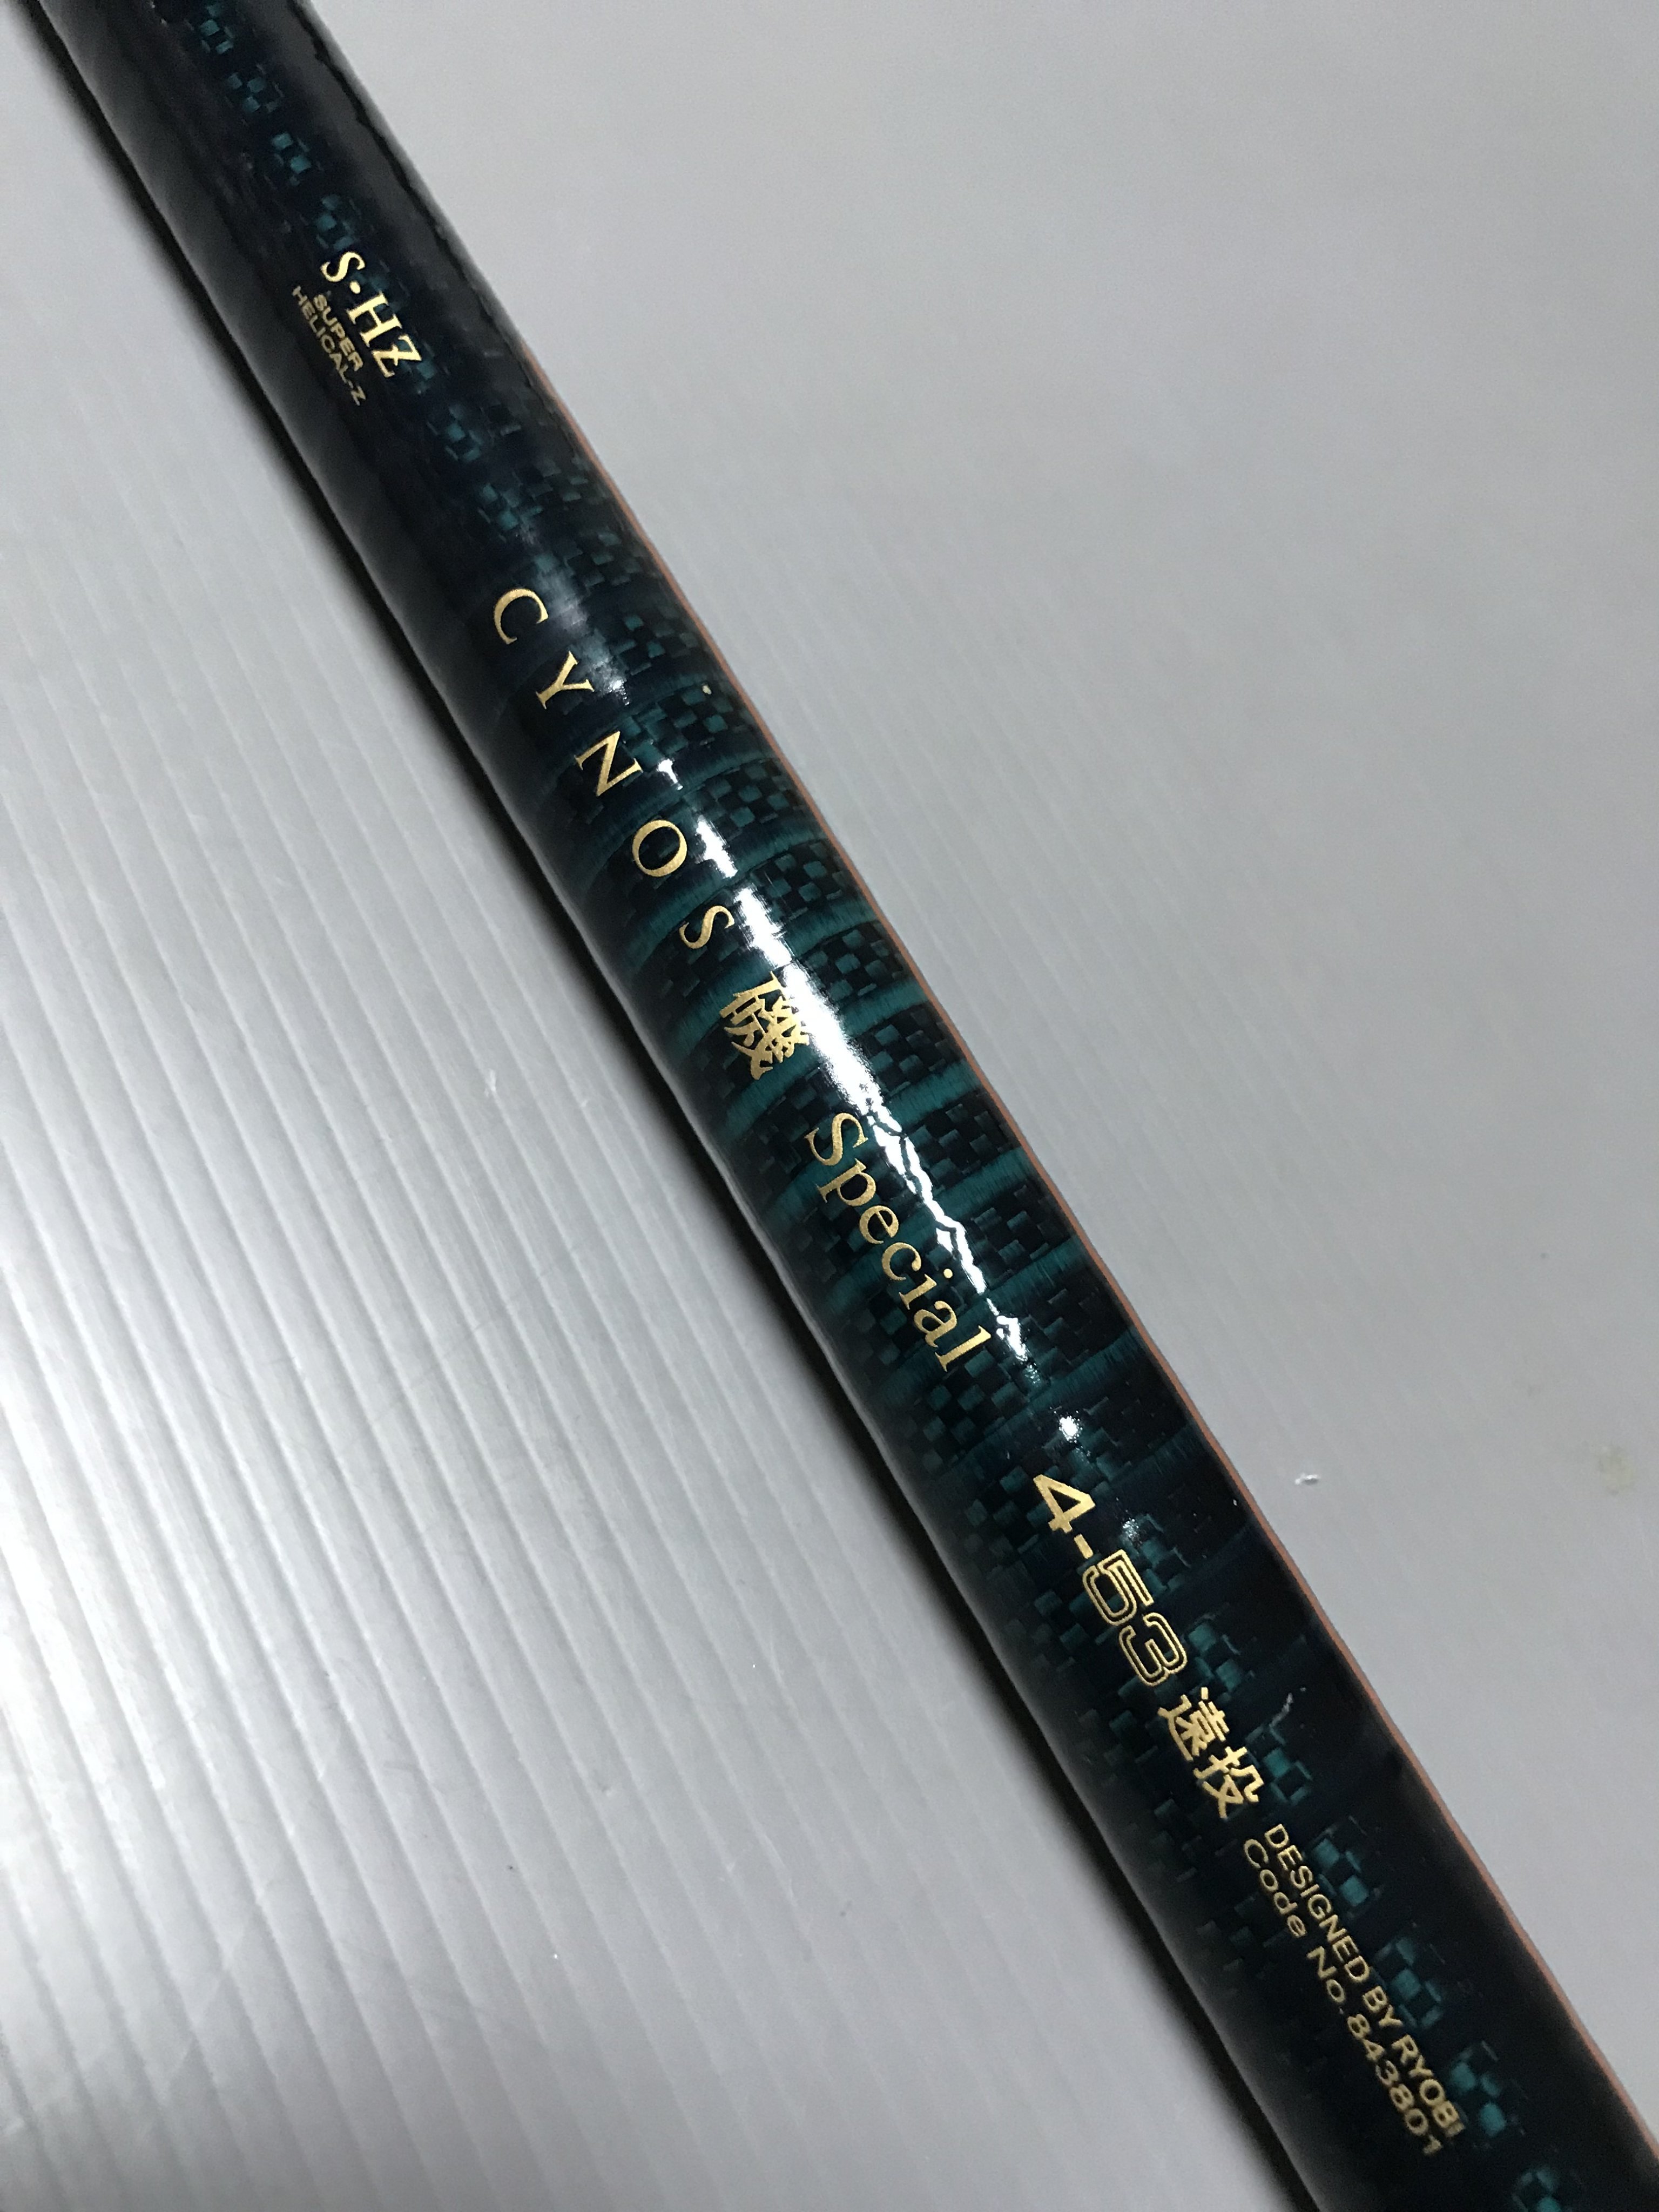 S·HZ
SUPER
HELICAL-Z
CYNOS 磯 Special 4-53 遠投
DESIGNED BY RYOBI
Code No.843801